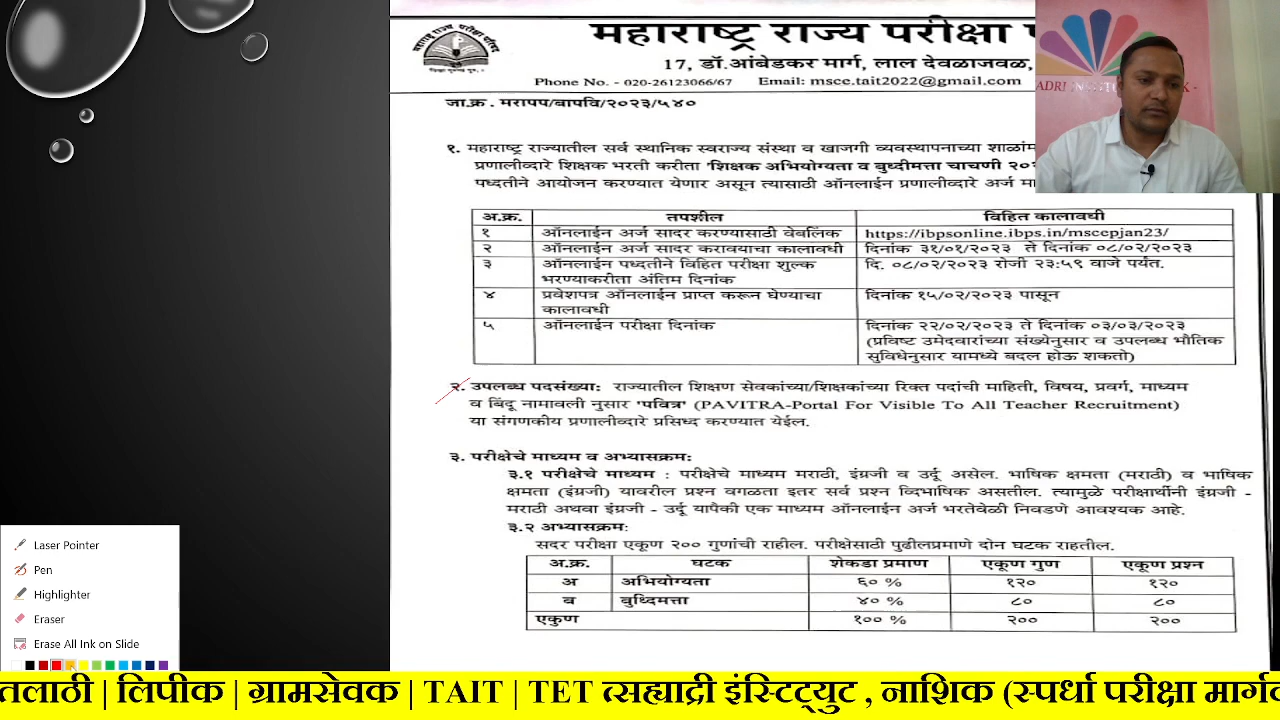 महाराष्ट्र राज्य परीक्षा
17, डॉ.आंबेडकर मार्ग, लाल देवळाजवळ,
Phone No. - 020-26123066/67 Email: mscc.tait2022@gmail.com
जा.क्र . मरापप/बापवि/२०२३/५४०
ADRI
१. महाराष्ट्र राज्यातील सर्व स्थानिक स्वराज्य संस्था व खाजगी व्यवस्थापनाच्या
प्रणालीव्दारे शिक्षक भरती करीता 'शिक्षक अभियोग्यता व बुध्दीमत्ता चाचणी
पध्दतीने आयोजन करण्यात येणार असून त्यासाठी ऑनलाईन प्रणालीव्दारे अर्ज
अ.क्र. तपशील विहित कालावधी
१ ऑनलाईन अर्ज सादर करण्यासाठी वेबलिंक https://ibpsonline.ibps.in/mscepjan23/
२ ऑनलाईन अर्ज सादर करावयाचा कालावधी दिनांक ३१/०१/२०२३ ते दिनांक ०८/०२/२०२३
३ ऑनलाईन पध्दतीने विहित परीक्षा शुल्क दि. ०८/०२/२०२३ रोजी २३:५९ वाजे पर्यंत.
भरण्याकरीता अंतिम दिनांक
४ प्रवेशपत्र ऑनलाईन प्राप्त करून घेण्याचा दिनांक १५/०२/२०२३ पासून
कालावधी
५ ऑनलाईन परीक्षा दिनांक दिनांक २२/०२/२०२३ ते दिनांक ०३/०३/२०२३
(प्रविष्ट उमेदवारांच्या संख्येनुसार व उपलब्ध भौतिक
सुविधेनुसार यामध्ये बदल होऊ शकतो)
२. उपलब्ध पदसंख्या: राज्यातील शिक्षण सेवकांच्या/शिक्षकांच्या रिक्त पदांची माहिती, विषय, प्रवर्ग, माध्यम
व बिंदू नामावली नुसार 'पवित्र' (PAVITRA-Portal For Visible To All Teacher Recruitment)
या संगणकीय प्रणालीव्दारे प्रसिध्द करण्यात येईल.
३. परीक्षेचे माध्यम व अभ्यासक्रम:
३.१ परीक्षेचे माध्यम : परीक्षेचे माध्यम मराठी, इंग्रजी व उर्दू असेल. भाषिक क्षमता (मराठी) व भाषिक
क्षमता (इंग्रजी) यावरील प्रश्न वगळता इतर सर्व प्रश्न व्दिभाषिक असतील. त्यामुळे परीक्षार्थीनी इंग्रजी -
मराठी अथवा इंग्रजी - उर्दू यापैकी एक माध्यम ऑनलाईन अर्ज भरतेवेळी निवडणे आवश्यक आहे.
३.२ अभ्यासक्रम:
सदर परीक्षा एकूण २०० गुणांची राहील. परीक्षेसाठी पुढीलप्रमाणे दोन घटक राहतील.
अ.क्र. घटक शेकडा प्रमाण एकूण गुण एकूण प्रश्न
अ अभियोग्यता ६० % १२० १२०
ब बुध्दिमत्ता ४० % ८० ८०
एकुण १०० % २०० २००
Laser Pointer
Pen
Highlighter
Eraser
Erase All Ink on Slide
तलाठी | लिपीक | ग्रामसेवक | TAIT | TET त्सह्याद्री इंस्टिट्युट , नाशिक (स्पर्धा परीक्षा